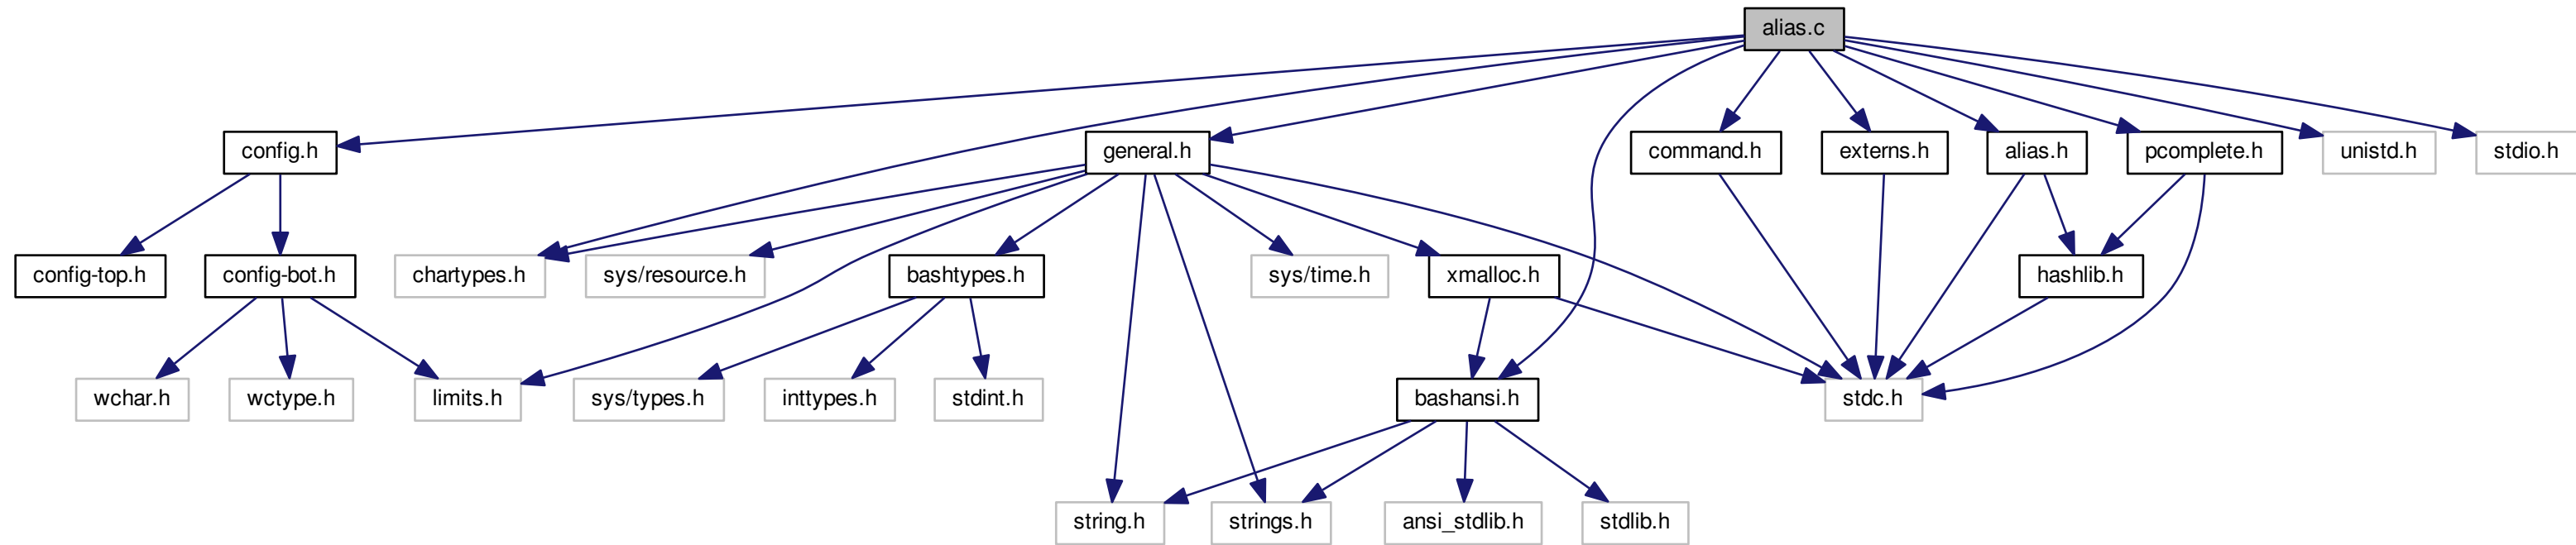 alias.c
config.h
general.h
command.h
externs.h
alias.h
pcomplete.h
unistd.h
stdio.h
config-top.h
config-bot.h
chartypes.h
sys/resource.h
bashtypes.h
sys/time.h
xmalloc.h
hashlib.h
wchar.h
wctype.h
limits.h
sys/types.h
inttypes.h
stdint.h
bashansi.h
stdc.h
string.h
strings.h
ansi_stdlib.h
stdlib.h